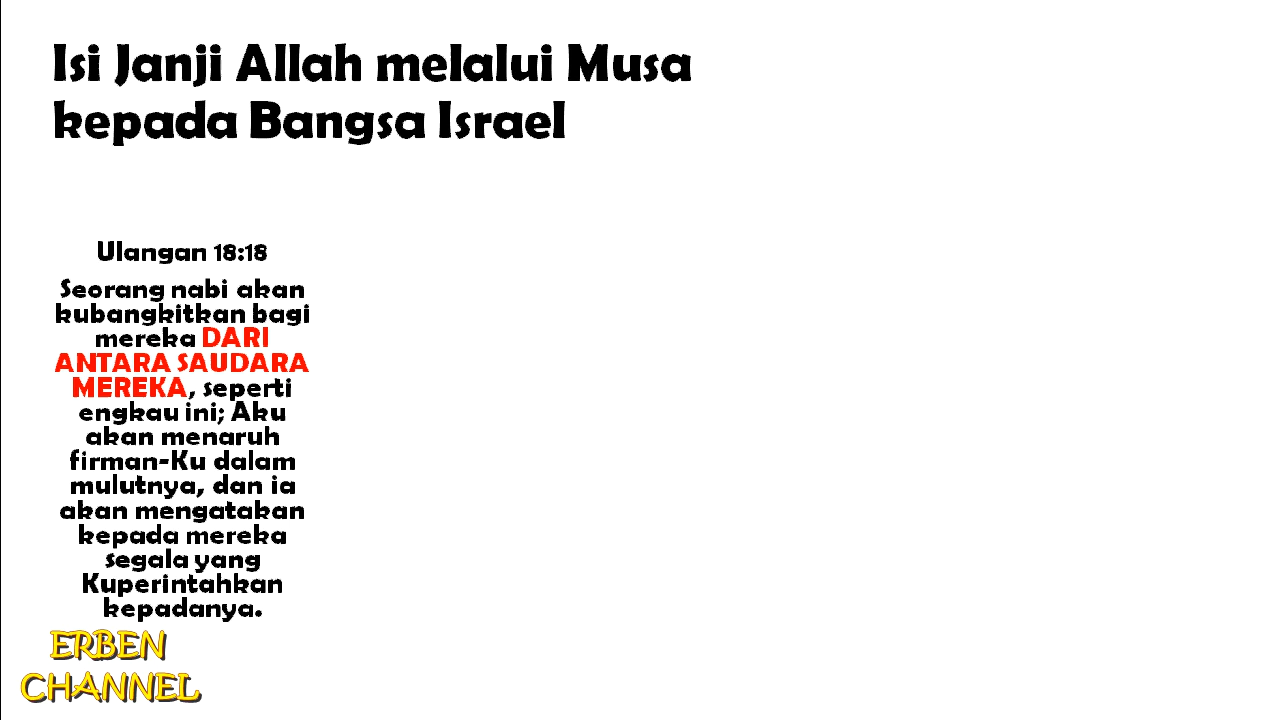 Isi Janji Allah melalui Musa
kepada Bangsa Israel
Ulangan 18:18
Seorang nabi akan
kubangkitkan bagi
mereka DARI
ANTARA SAUDARA
MEREKA, seperti
engkau ini; Aku
akan menaruh
firman-Ku dalam
mulutnya, dan ia
akan mengatakan
kepada mereka
segala yang
Kuperintahkan
kepadanya.
ERBEN
CHANNEL